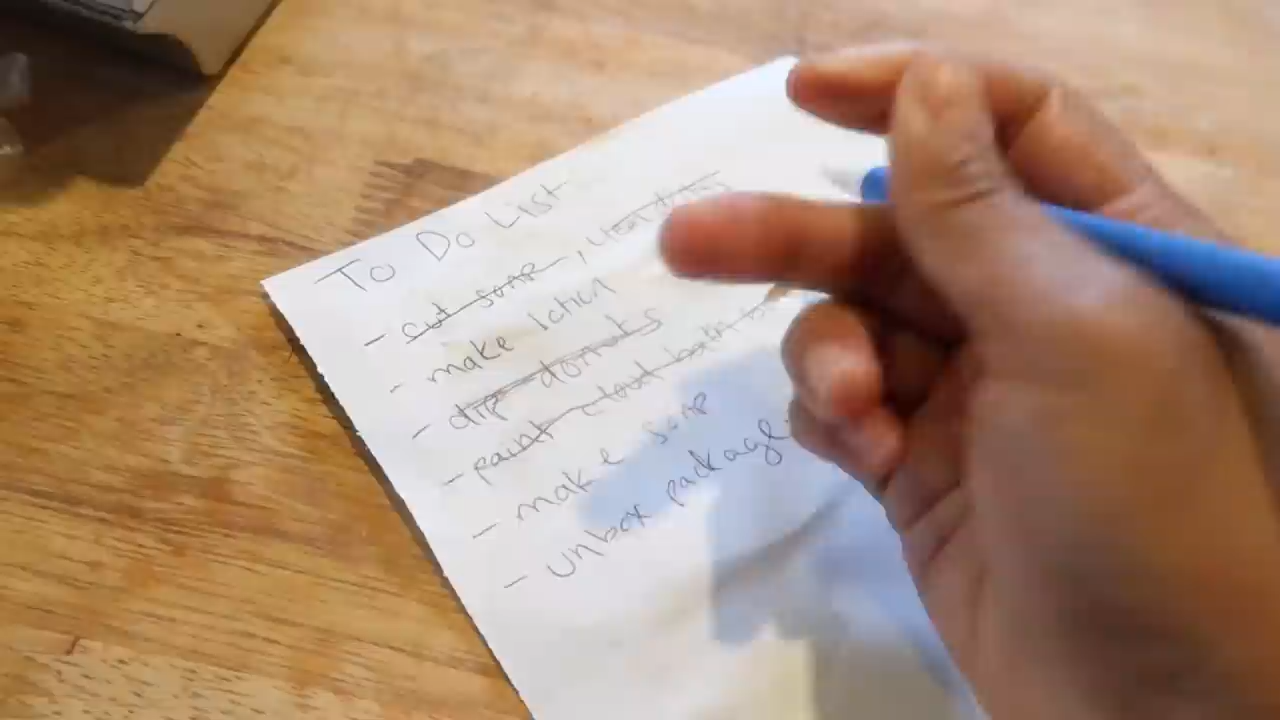 To Do List
- cut soap,
- make lotion
- dip donuts
- paint cloud bath
- make soap
- unbox package